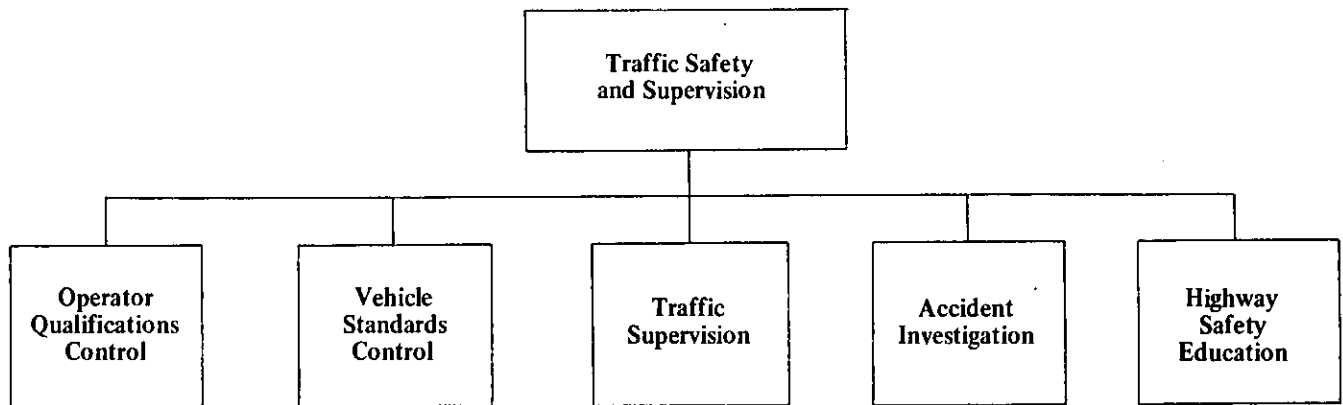 Traffic Safety
and Supervision
Operator
Qualifications
Control
Vehicle
Standards
Control
Traffic
Supervision
Accident
Investigation
Highway
Safety
Education